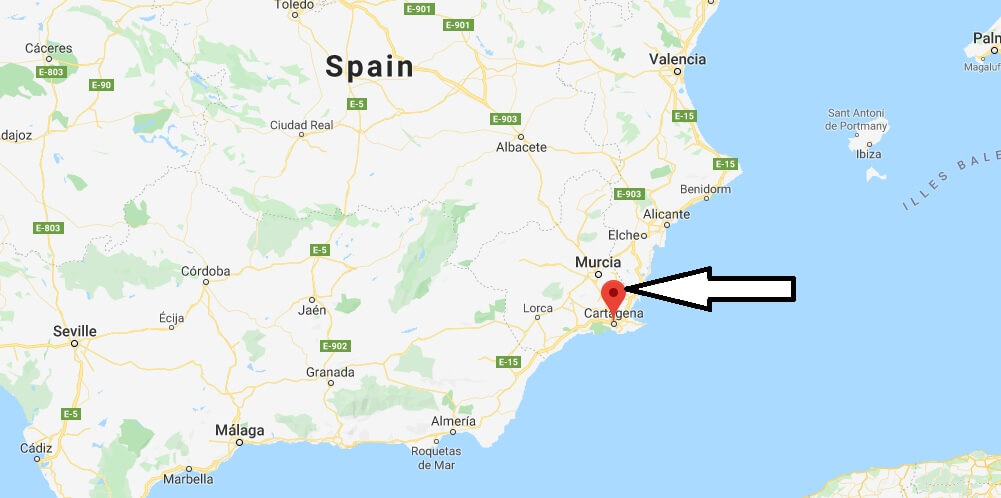 E-901
Toledo
E-901
Palm
Cáceres
Valencia
Spain
Magaluf
E-803
E-90
E-5
Sant Antoni
de Portmany
E-903
E-15
Ciudad Real
dajoz
Albacete
Ibiza
E-15
ILLES BALE
Benidorm
E-903
Alicante
E-803
Elche
E-5
Murcia
Córdoba
Jaén
Lorca
Cartagena
Écija
Seville
E-902
E-15
Granada
E-5
Almería
Málaga
Cádiz
Roquetas
de Mar
Marbella